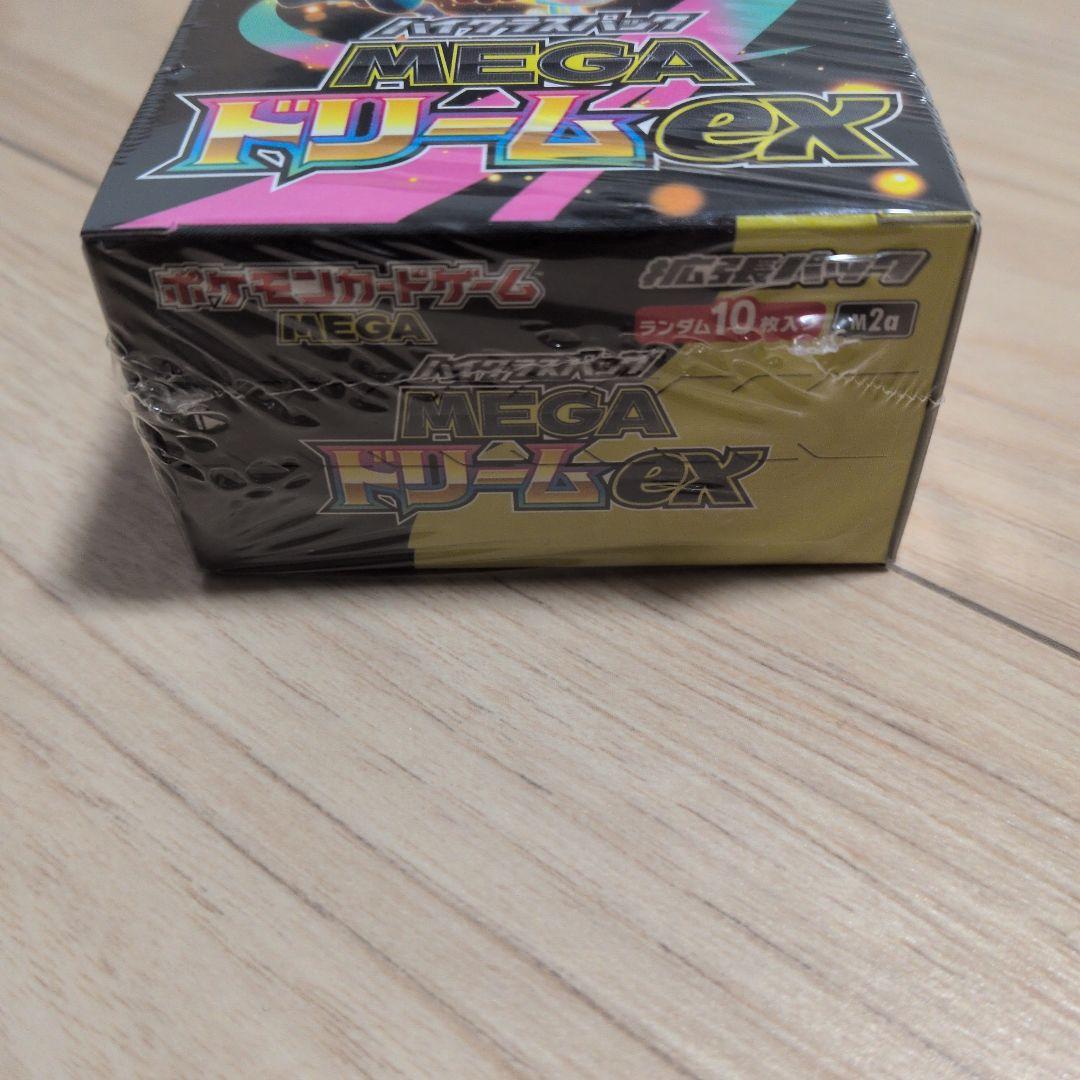 ハイクラスパック
MEGA
ドリームex
ポケモンカードゲーム
MEGA
拡張パック
ランダム10枚入り
M2a
ハイクラスパック
MEGA
ドリームex